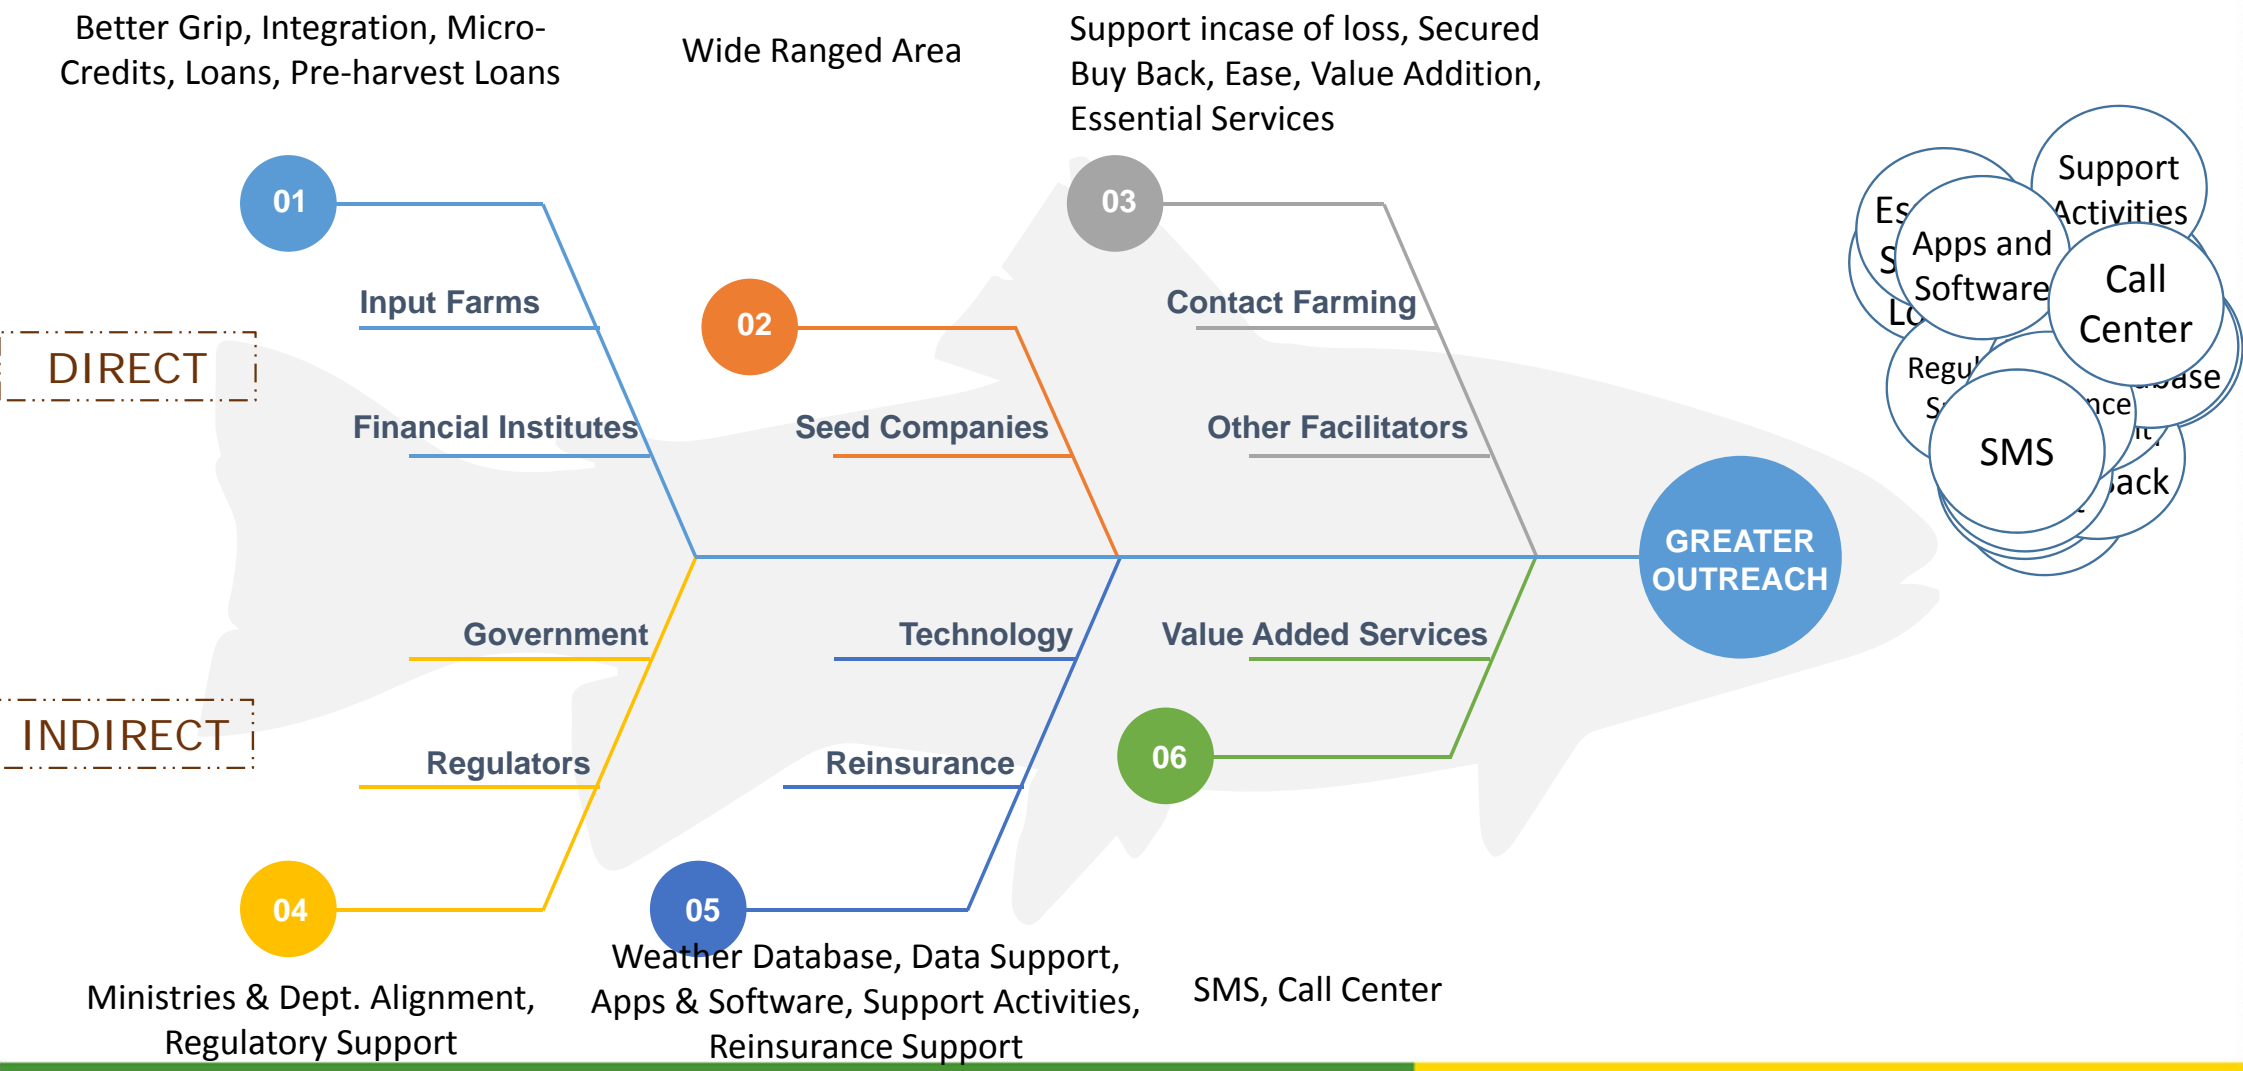 Better Grip, Integration, Micro-
Credits, Loans, Pre-harvest Loans
Wide Ranged Area
Support incase of loss, Secured
Buy Back, Ease, Value Addition,
Essential Services
01
02
03
Input Farms
Financial Institutes
Seed Companies
Contact Farming
Other Facilitators
DIRECT
GREATER
OUTREACH
Government
Regulators
Technology
Reinsurance
Value Added Services
INDIRECT
04
05
06
Ministries & Dept. Alignment,
Regulatory Support
Weather Database, Data Support,
Apps & Software, Support Activities,
Reinsurance Support
SMS, Call Center
Support
Activities
Apps and
Software
Call
Center
SMS